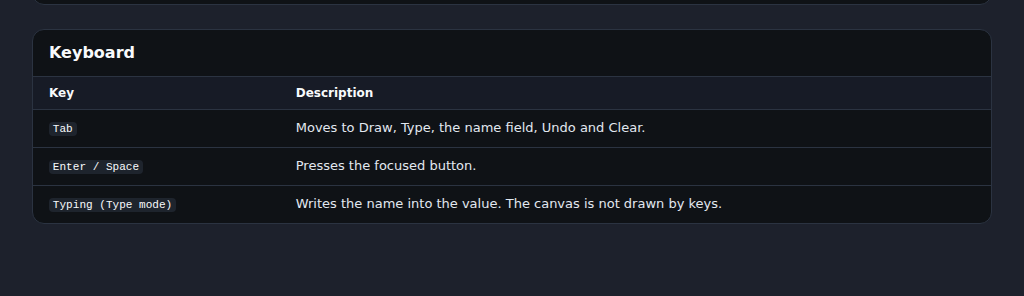 Keyboard
Key Description
Tab Moves to Draw, Type, the name field, Undo and Clear.
Enter / Space Presses the focused button.
Typing (Type mode) Writes the name into the value. The canvas is not drawn by keys.